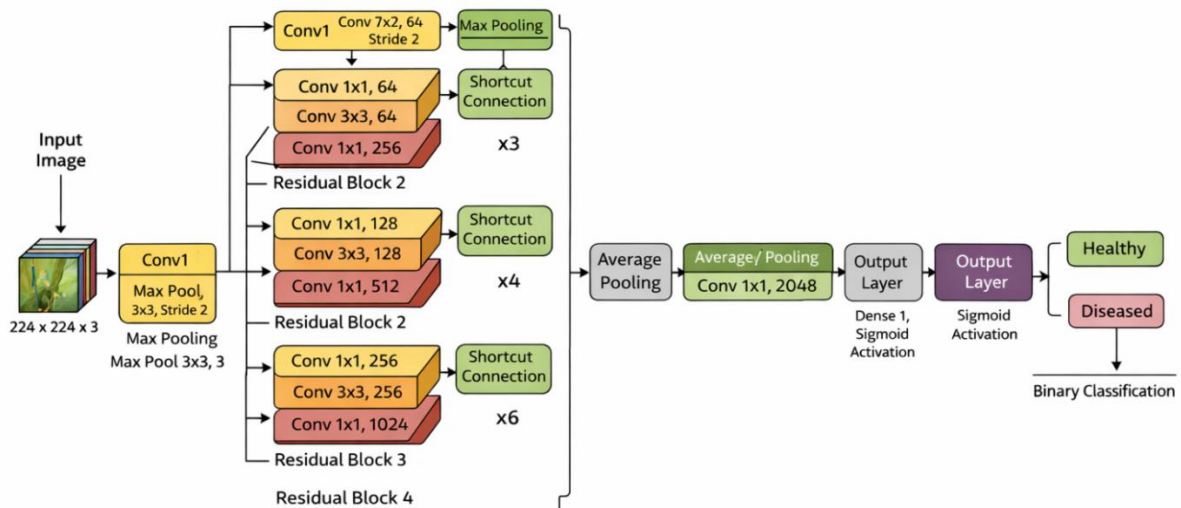 Input
Image
224 x 224 x 3
Conv1
Max Pool,
3x3, Stride 2
Max Pooling
Max Pool 3x3, 3
Conv1
Conv 7x2, 64
Stride 2
Max Pooling
Conv 1x1, 64
Conv 3x3, 64
Conv 1x1, 256
Shortcut
Connection
x3
Residual Block 2
Conv 1x1, 128
Conv 3x3, 128
Conv 1x1, 512
Shortcut
Connection
x4
Residual Block 2
Conv 1x1, 256
Conv 3x3, 256
Conv 1x1, 1024
Shortcut
Connection
x6
Residual Block 3
Residual Block 4
Average
Pooling
Average/ Pooling
Conv 1x1, 2048
Output
Layer
Dense 1,
Sigmoid
Activation
Output
Layer
Sigmoid
Activation
Healthy
Diseased
Binary Classification